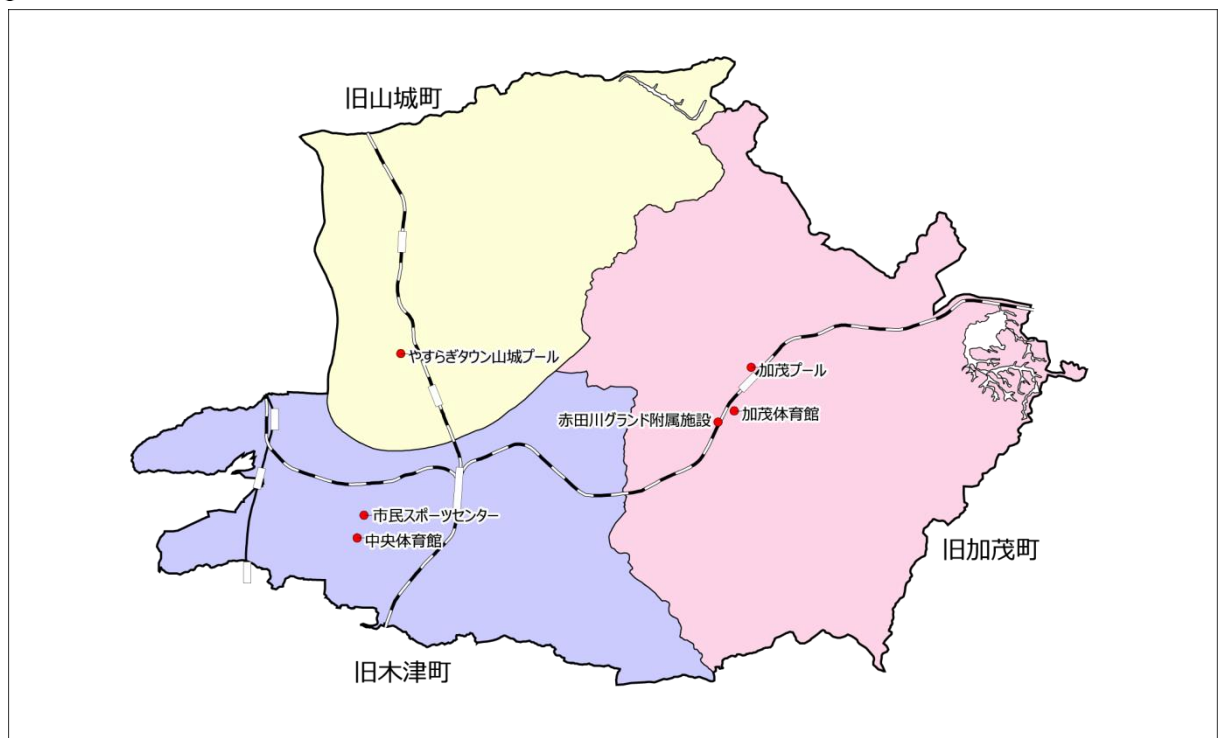 旧山城町
やすらぎタウン山城プール
加茂プール
加茂体育館
赤田川グランド附属施設
市民スポーツセンター
中央体育館
旧加茂町
旧木津町